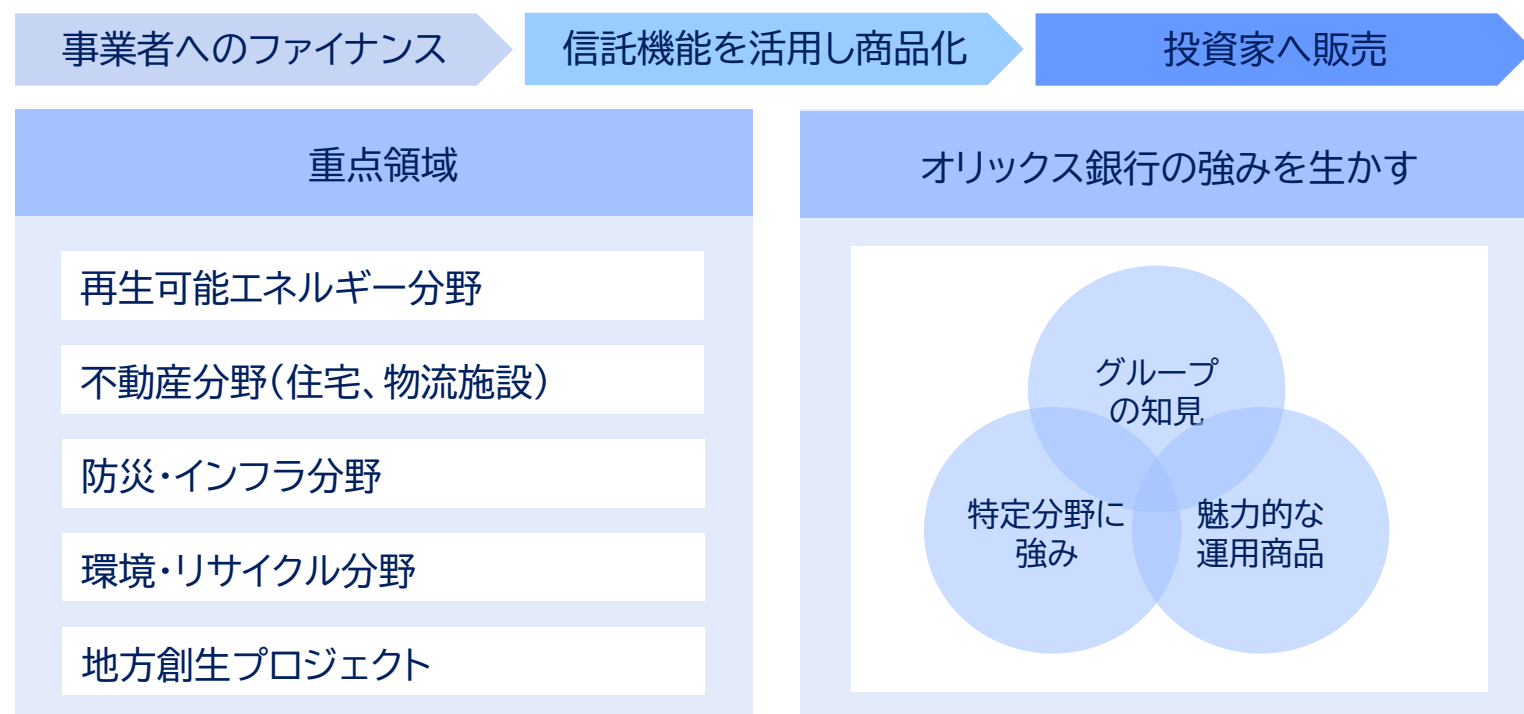 事業者へのファイナンス
信託機能を活用し商品化
投資家へ販売
重点領域
再生可能エネルギー分野
不動産分野(住宅、物流施設)
防災・インフラ分野
環境・リサイクル分野
地方創生プロジェクト
オリックス銀行の強みを生かす
グループ
の知見
特定分野に
強み
魅力的な
運用商品